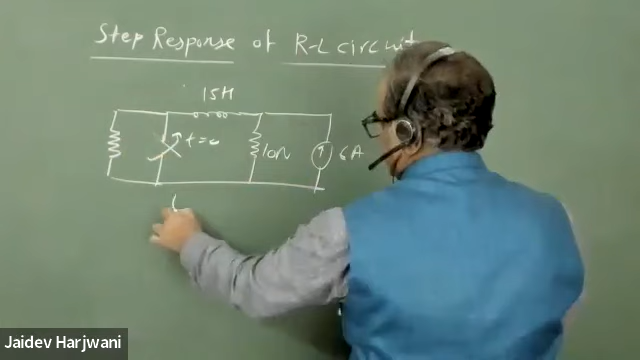 Step Response of R-L circuit
15H
t=0
10Ω
6A
Jaidev Harjwani